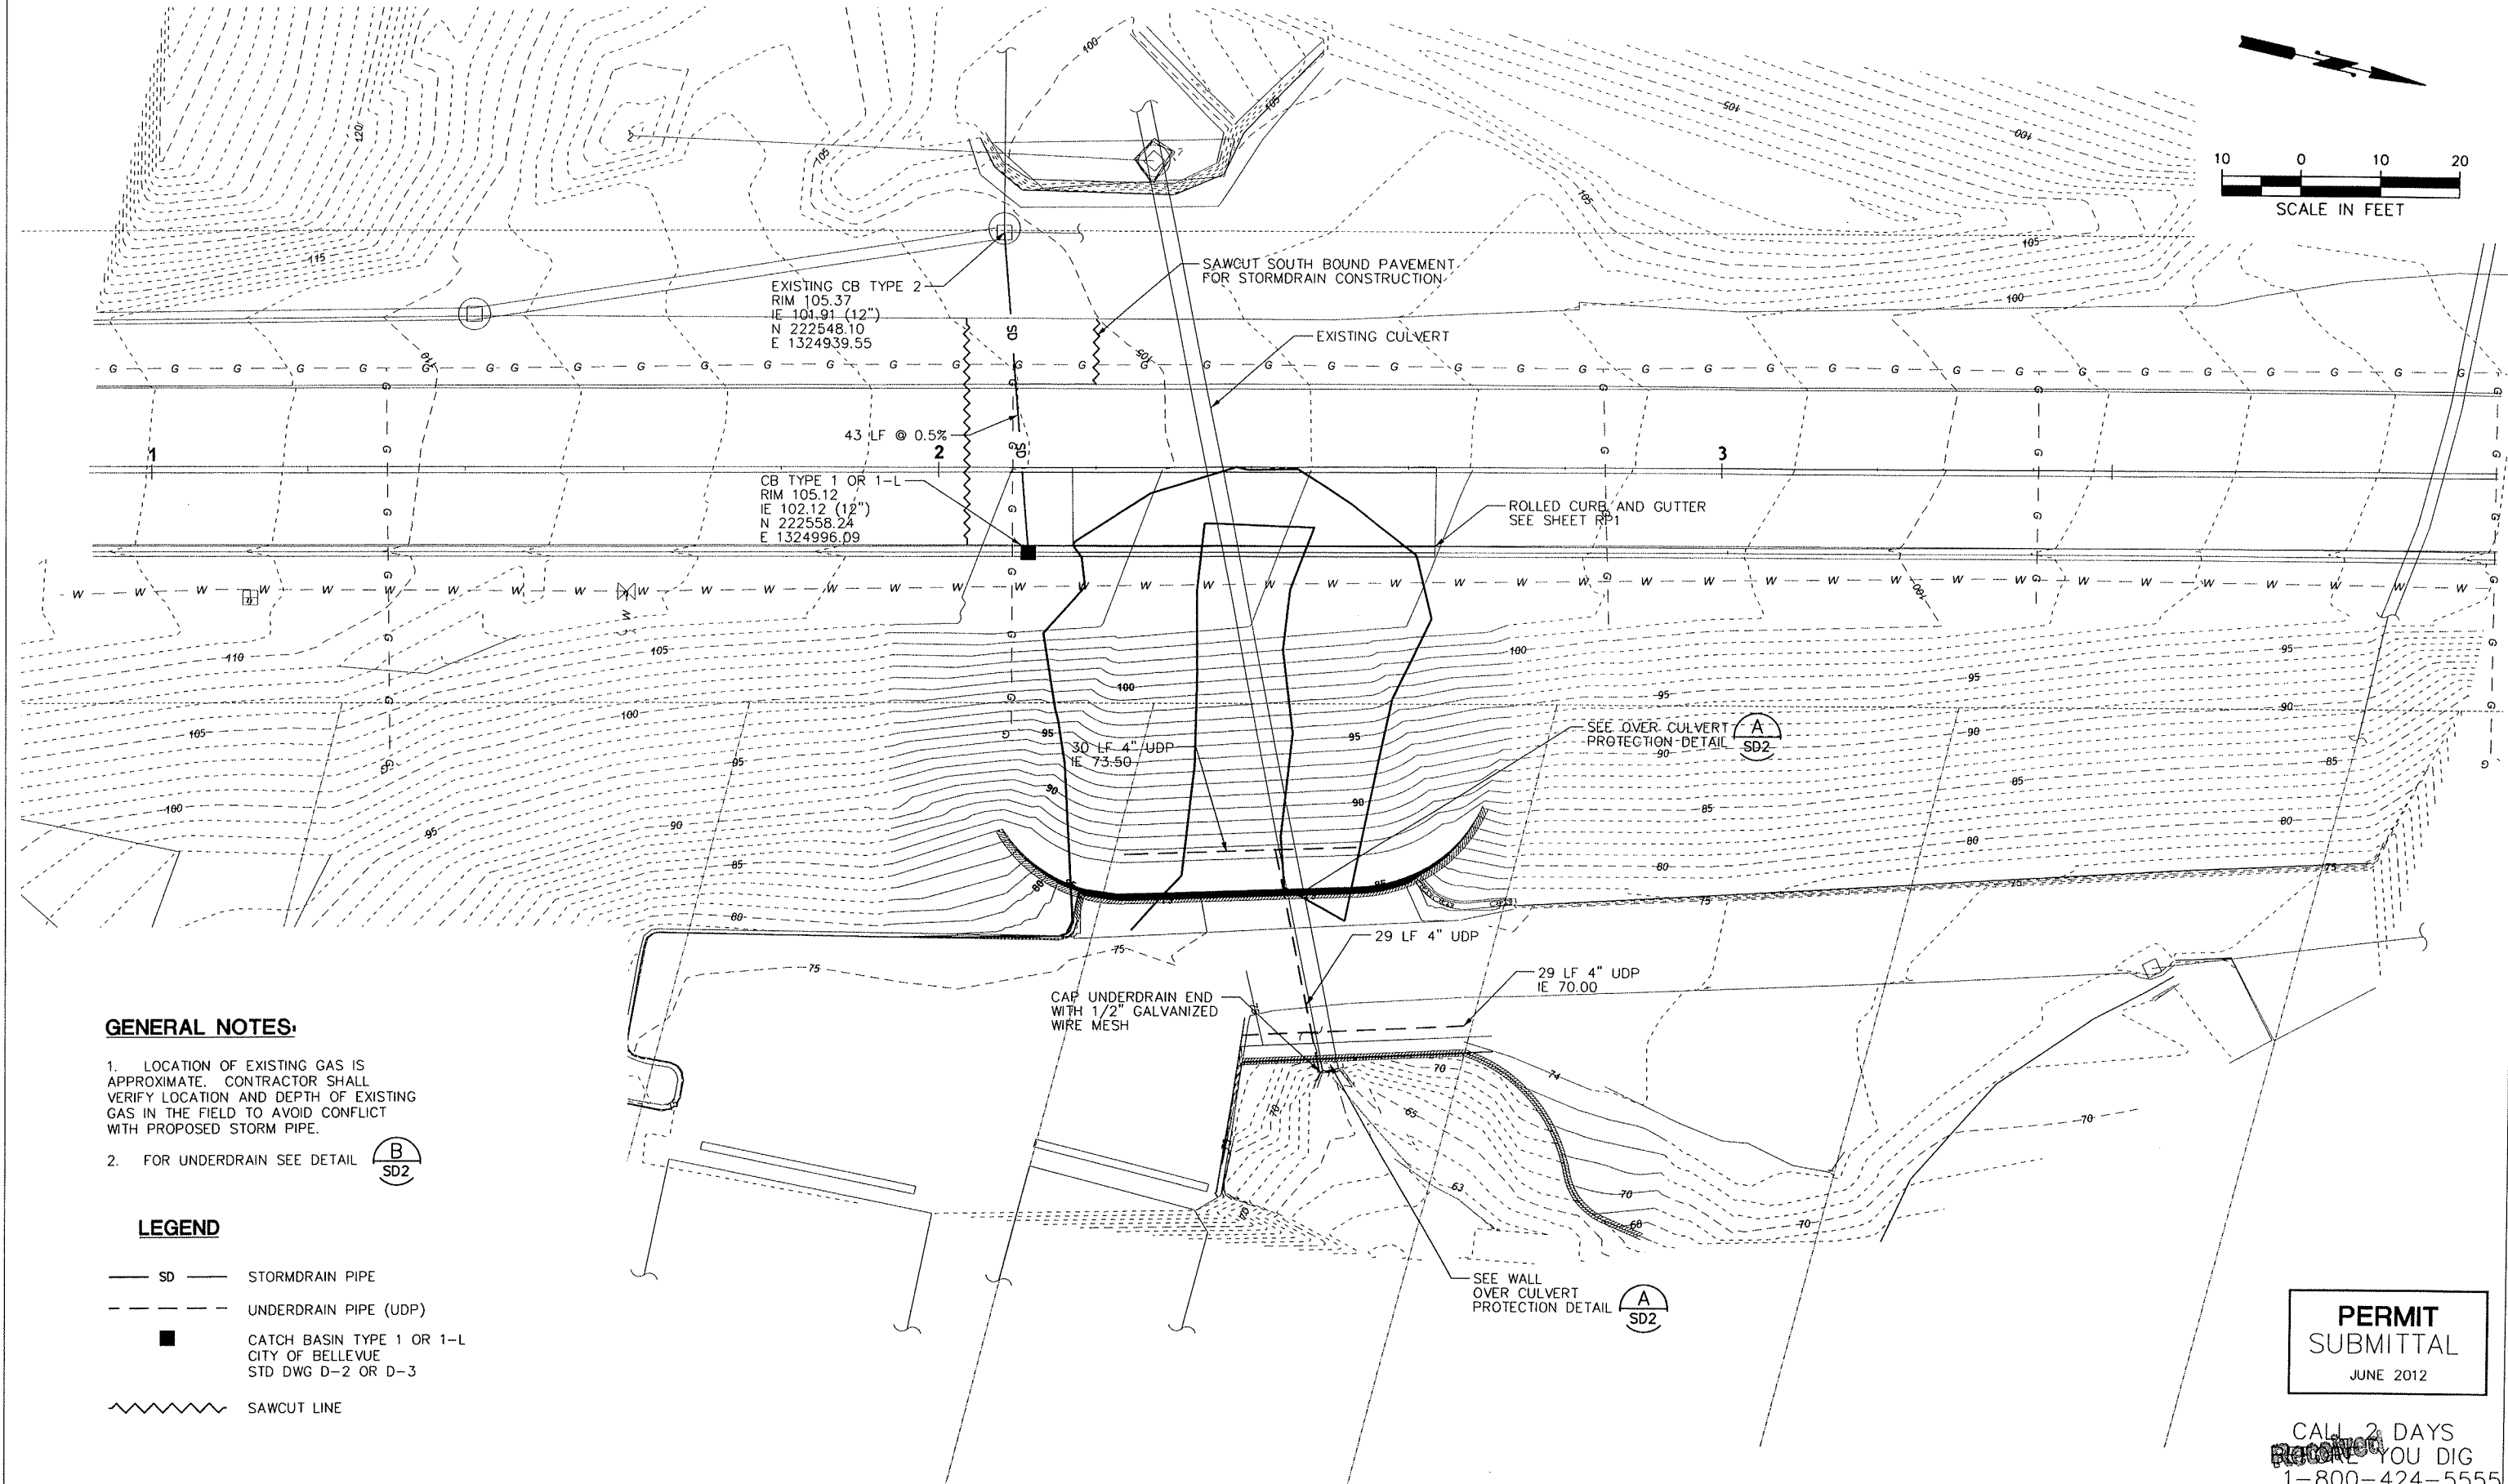 10 0 10 20
SCALE IN FEET
SAWCUT SOUTH BOUND PAVEMENT
FOR STORMDRAIN CONSTRUCTION
EXISTING CB TYPE 2
RIM 105.37
IE 101.91 (12")
N 222548.10
E 1324939.55
EXISTING CULVERT
43 LF @ 0.5%
1 2 3
CB TYPE 1 OR 1-L
RIM 105.12
IE 102.12 (12")
N 222558.24
E 1324996.09
ROLLED CURB AND GUTTER
SEE SHEET RP1
SEE OVER CULVERT
PROTECTION DETAIL
A
SD2
30 LF 4" UDP
IE 73.50
29 LF 4" UDP
29 LF 4" UDP
IE 70.00
CAP UNDERDRAIN END
WITH 1/2" GALVANIZED
WIRE MESH
SEE WALL
OVER CULVERT
PROTECTION DETAIL
A
SD2
GENERAL NOTES:
1. LOCATION OF EXISTING GAS IS
APPROXIMATE. CONTRACTOR SHALL
VERIFY LOCATION AND DEPTH OF EXISTING
GAS IN THE FIELD TO AVOID CONFLICT
WITH PROPOSED STORM PIPE.
2. FOR UNDERDRAIN SEE DETAIL
B
SD2
LEGEND
SD STORMDRAIN PIPE
UNDERDRAIN PIPE (UDP)
CATCH BASIN TYPE 1 OR 1-L
CITY OF BELLEVUE
STD DWG D-2 OR D-3
SAWCUT LINE
PERMIT
SUBMITTAL
JUNE 2012
CALL 2 DAYS
YOU DIG
1-800-424-5555
Received